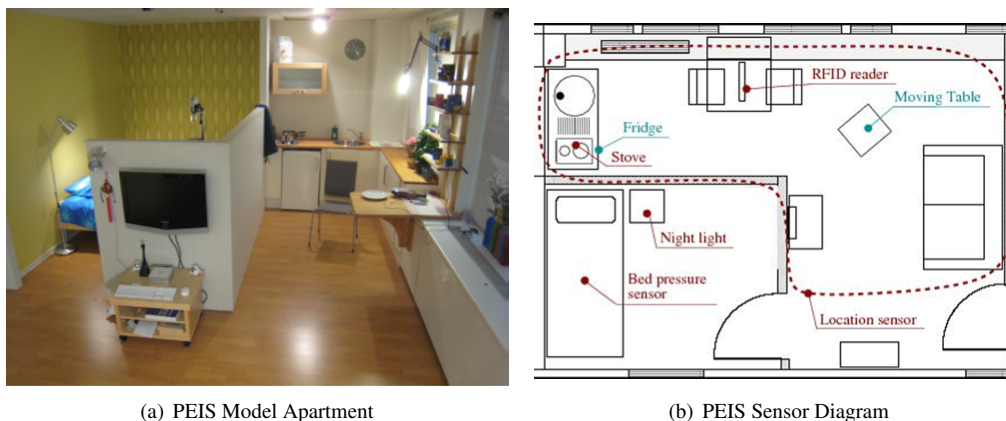 RFID reader
Moving Table
Fridge
Stove
Night light
Bed pressure
sensor
Location sensor
(a) PEIS Model Apartment
(b) PEIS Sensor Diagram